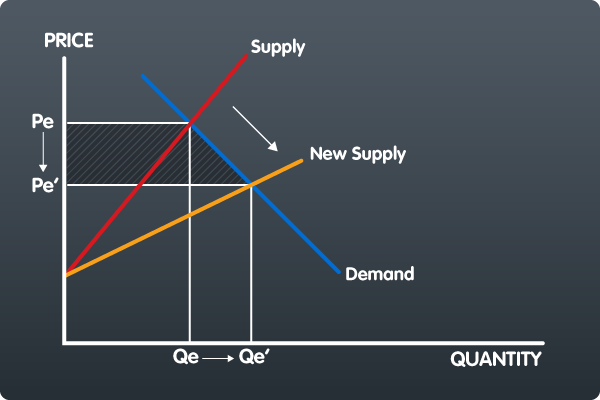 PRICE
Supply
Pe
New Supply
Pe′
Demand
Qe
Qe′
QUANTITY